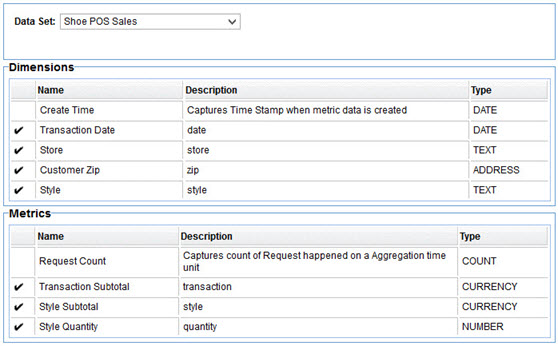 Data Set: Shoe POS Sales
Dimensions
Name Description Type
Create Time Captures Time Stamp when metric data is created DATE
Transaction Date date DATE
Store store TEXT
Customer Zip zip ADDRESS
Style style TEXT
Metrics
Name Description Type
Request Count Captures count of Request happened on a Aggregation time unit COUNT
Transaction Subtotal transaction CURRENCY
Style Subtotal style CURRENCY
Style Quantity quantity NUMBER